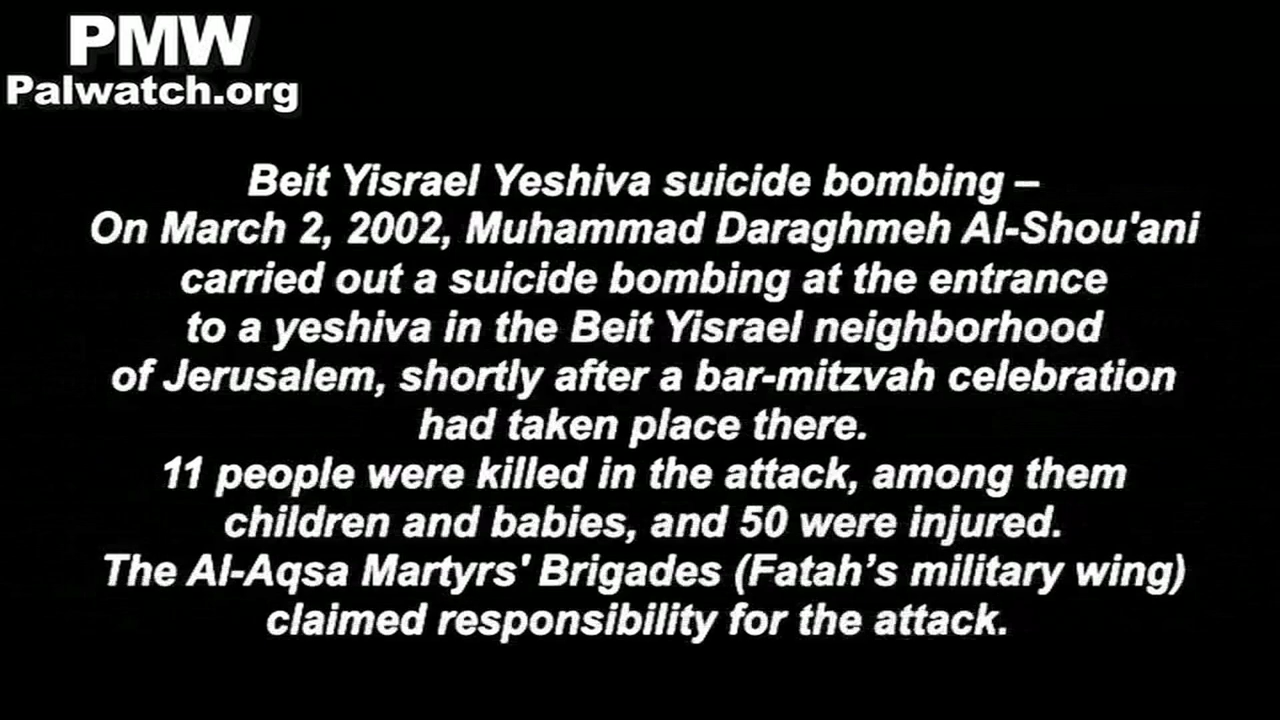 PMW
Palwatch.org
Beit Yisrael Yeshiva suicide bombing –
On March 2, 2002, Muhammad Daraghmeh Al-Shou'ani
carried out a suicide bombing at the entrance
to a yeshiva in the Beit Yisrael neighborhood
of Jerusalem, shortly after a bar-mitzvah celebration
had taken place there.
11 people were killed in the attack, among them
children and babies, and 50 were injured.
The Al-Aqsa Martyrs' Brigades (Fatah’s military wing)
claimed responsibility for the attack.